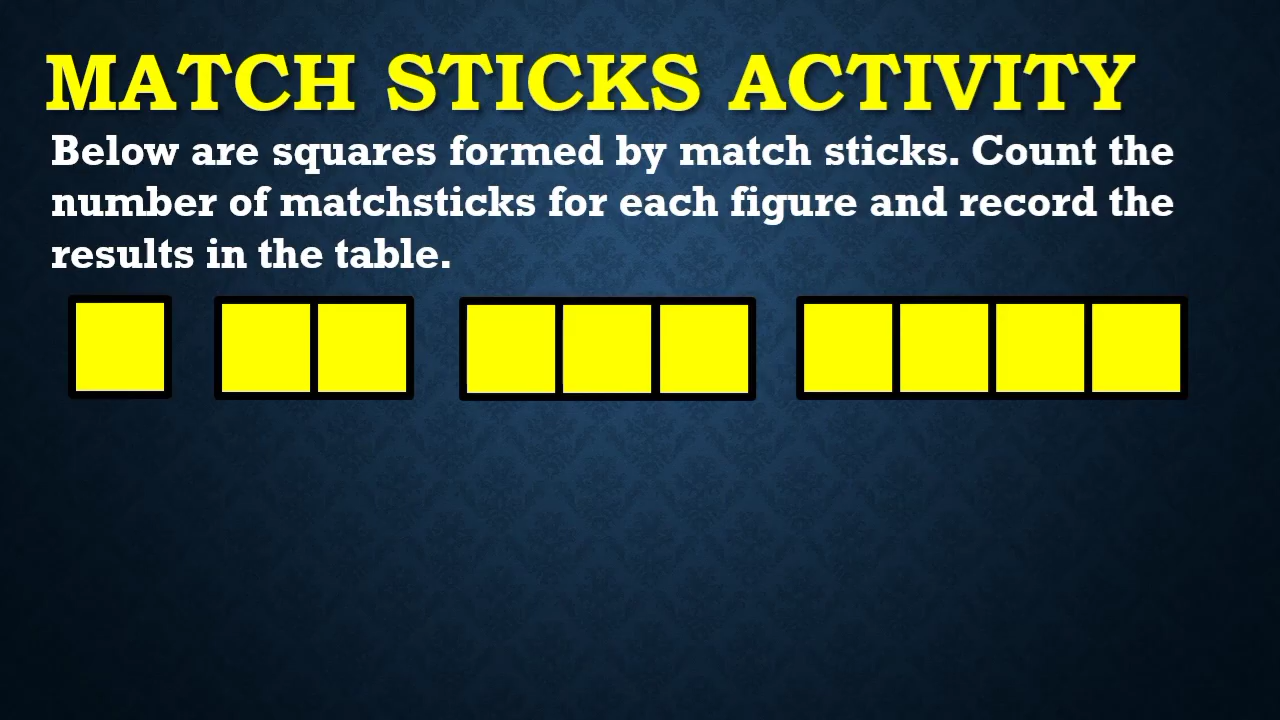 MATCH STICKS ACTIVITY
Below are squares formed by match sticks. Count the
number of matchsticks for each figure and record the
results in the table.